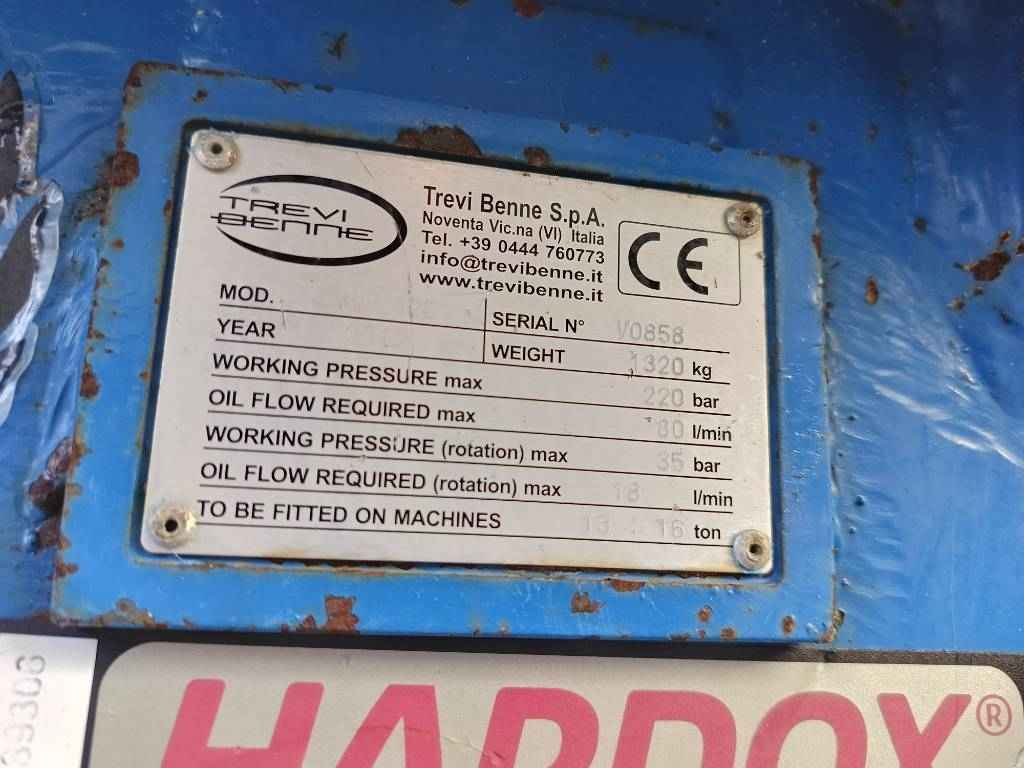 TREVI
BENNE
Trevi Benne S.p.A.
Noventa Vic.na (VI) Italia
Tel. +39 0444 760773
info@trevibenne.it
www.trevibenne.it
CE
MOD.
SERIAL N° V0858
YEAR
WEIGHT 1320 kg
WORKING PRESSURE max 220 bar
OIL FLOW REQUIRED max 80 l/min
WORKING PRESSURE (rotation) max 35 bar
OIL FLOW REQUIRED (rotation) max 18 l/min
TO BE FITTED ON MACHINES 13 ÷ 16 ton
HARDOX®